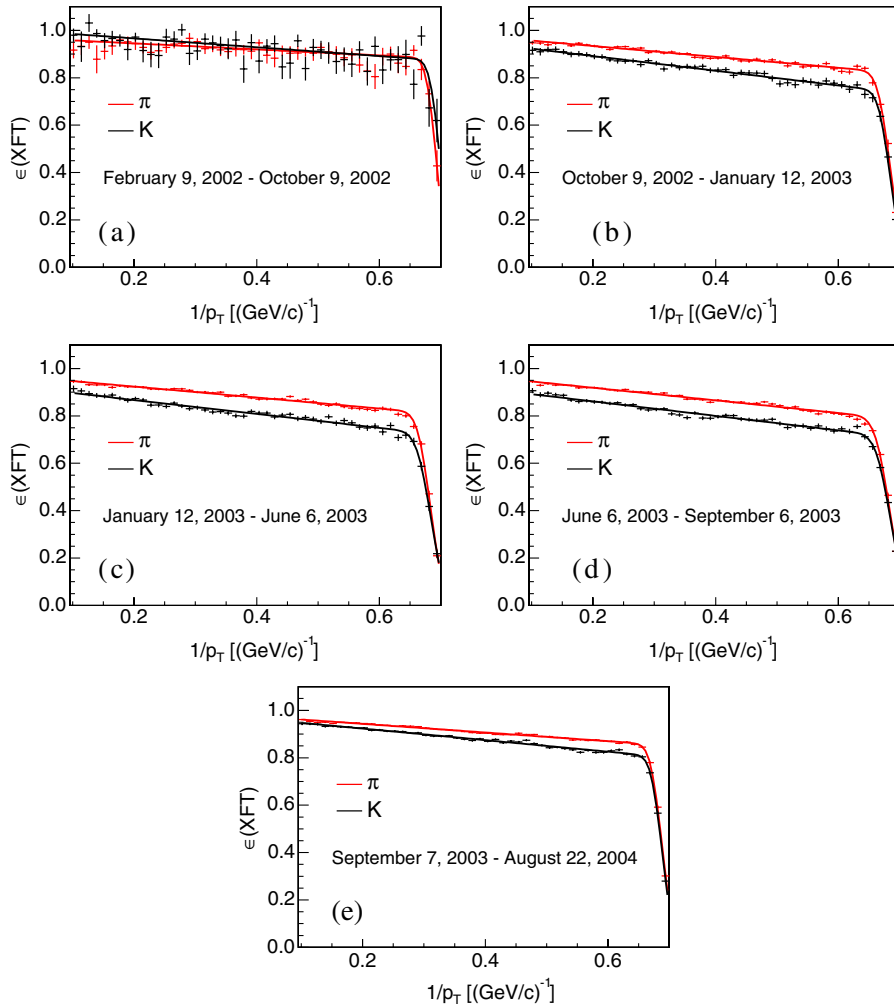 1.0
0.8
0.6
0.4
0.2
0.0
ϵ(XFT)
π
K
February 9, 2002 - October 9, 2002
(a)
0.2 0.4 0.6
1/p_T [(GeV/c)^-1]
1.0
0.8
0.6
0.4
0.2
0.0
ϵ(XFT)
π
K
October 9, 2002 - January 12, 2003
(b)
0.2 0.4 0.6
1/p_T [(GeV/c)^-1]
1.0
0.8
0.6
0.4
0.2
0.0
ϵ(XFT)
π
K
January 12, 2003 - June 6, 2003
(c)
0.2 0.4 0.6
1/p_T [(GeV/c)^-1]
1.0
0.8
0.6
0.4
0.2
0.0
ϵ(XFT)
π
K
June 6, 2003 - September 6, 2003
(d)
0.2 0.4 0.6
1/p_T [(GeV/c)^-1]
1.0
0.8
0.6
0.4
0.2
0.0
ϵ(XFT)
π
K
September 7, 2003 - August 22, 2004
(e)
0.2 0.4 0.6
1/p_T [(GeV/c)^-1]